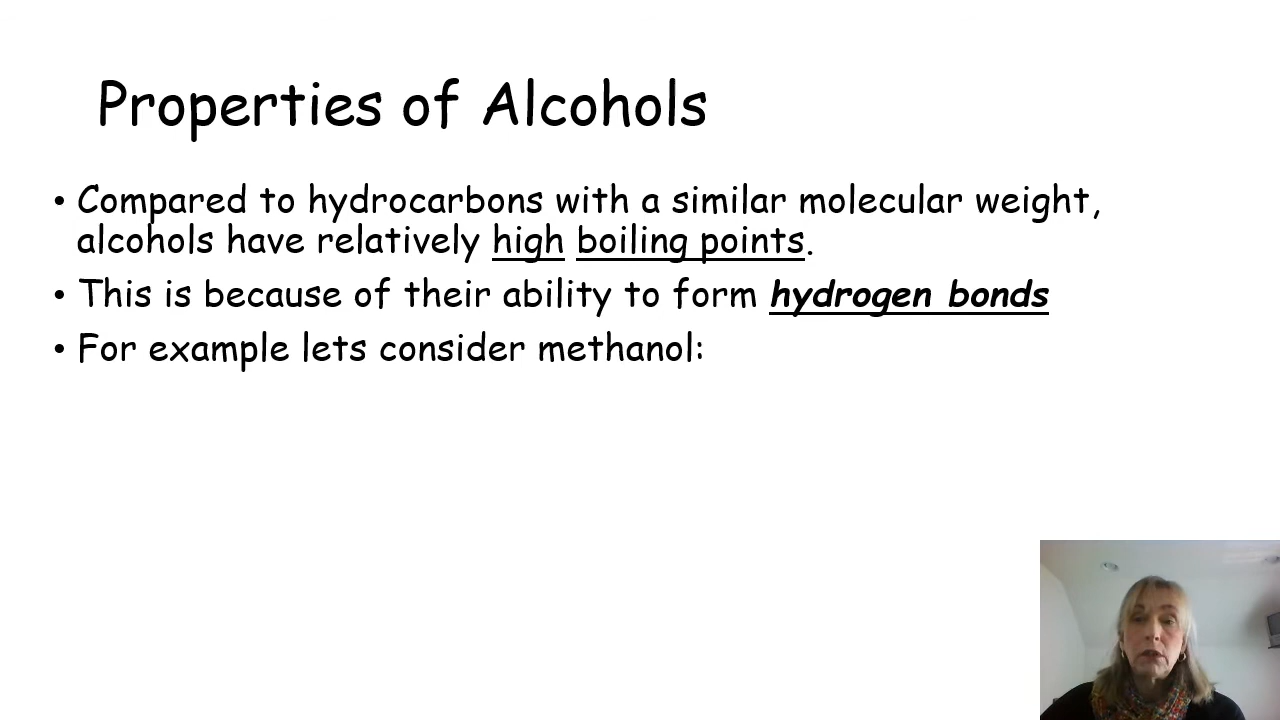 Properties of Alcohols
• Compared to hydrocarbons with a similar molecular weight,
alcohols have relatively high boiling points.
• This is because of their ability to form hydrogen bonds
• For example lets consider methanol: